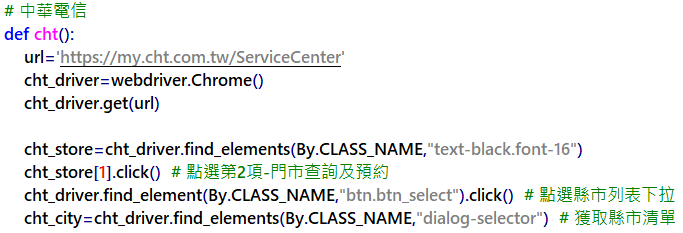 # 中華電信
def cht():
    url='https://my.cht.com.tw/ServiceCenter'
    cht_driver=webdriver.Chrome()
    cht_driver.get(url)

    cht_store=cht_driver.find_elements(By.CLASS_NAME,"text-black.font-16")
    cht_store[1].click()  # 點選第2項-門市查詢及預約
    cht_driver.find_element(By.CLASS_NAME,"btn.btn_select").click()  # 點選縣市列表下拉
    cht_city=cht_driver.find_elements(By.CLASS_NAME,"dialog-selector")  # 獲取縣市清單